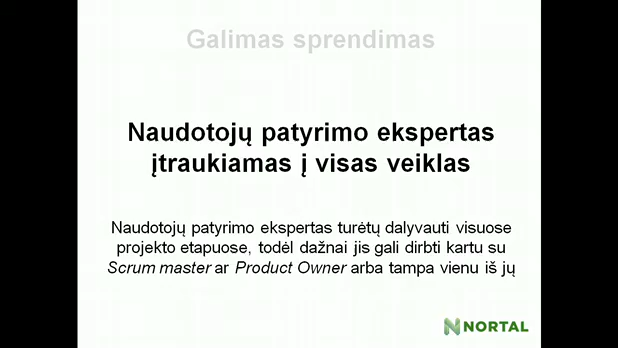 Galimas sprendimas
Naudotojų patyrimo ekspertas
įtraukiamas į visas veiklas
Naudotojų patyrimo ekspertas turėtų dalyvauti visuose
projekto etapuose, todėl dažnai jis gali dirbti kartu su
Scrum master ar Product Owner arba tampa vienu iš jų
NORTAL